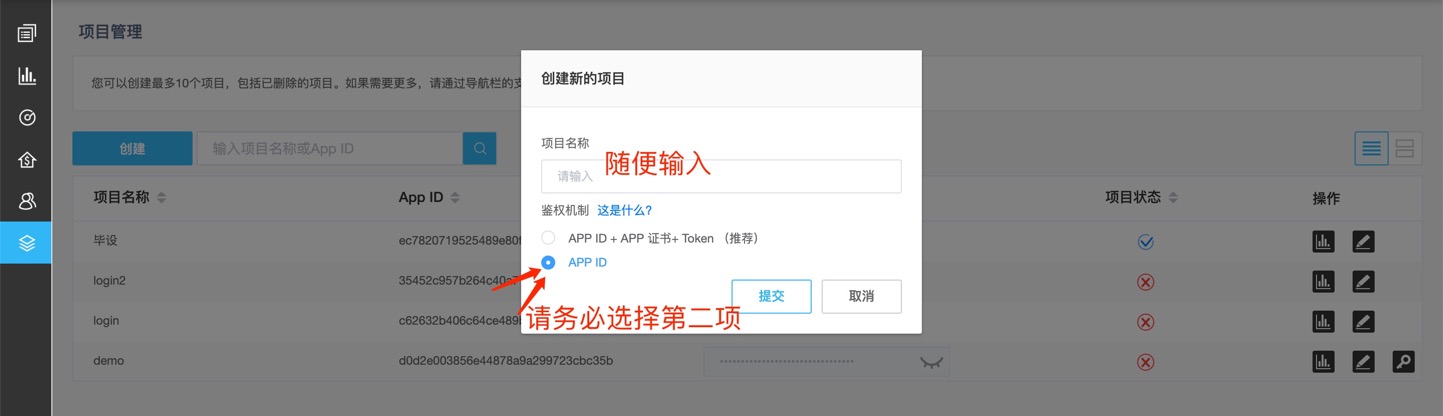 项目管理
您可以创建最多10个项目，包括已删除的项目。如果需要更多，请通过导航栏的支
创建新的项目
创建
输入项目名称或App ID
项目名称
请输入
随便输入
鉴权机制 这是什么?
APP ID + APP 证书+ Token （推荐）
APP ID
请务必选择第二项
提交
取消
项目名称 App ID 项目状态 操作
毕设 ec7820719525489e80
login2 35452c957b264c40a
login c62632b406c64ce489
demo d0d2e003856e44878a9a299723cbc35b